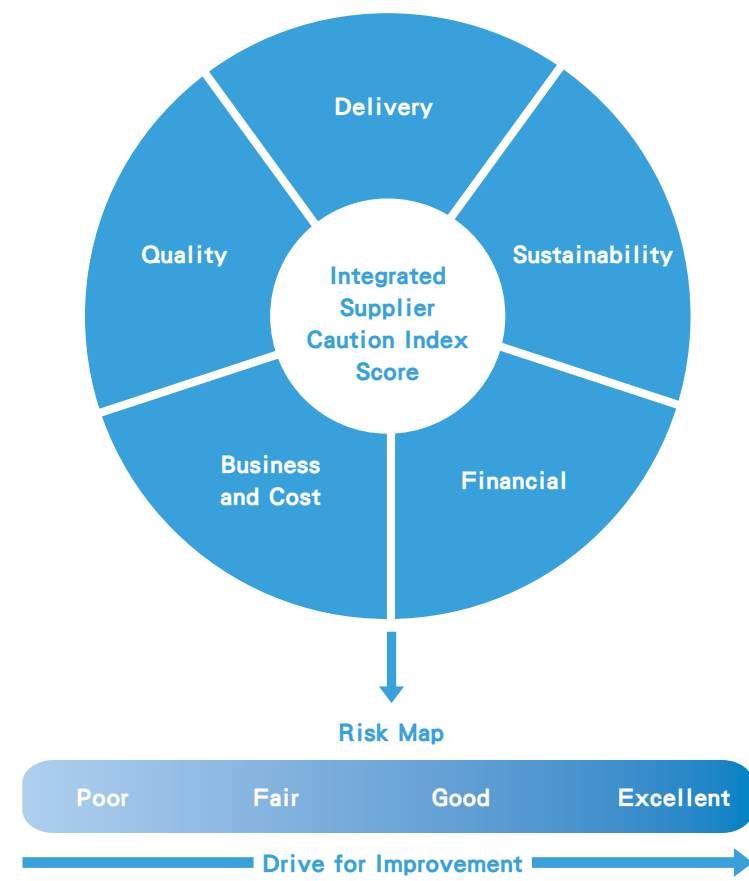 Delivery
Quality
Sustainability
Integrated
Supplier
Caution Index
Score
Business
and Cost
Financial
Risk Map
Poor Fair Good Excellent
Drive for Improvement